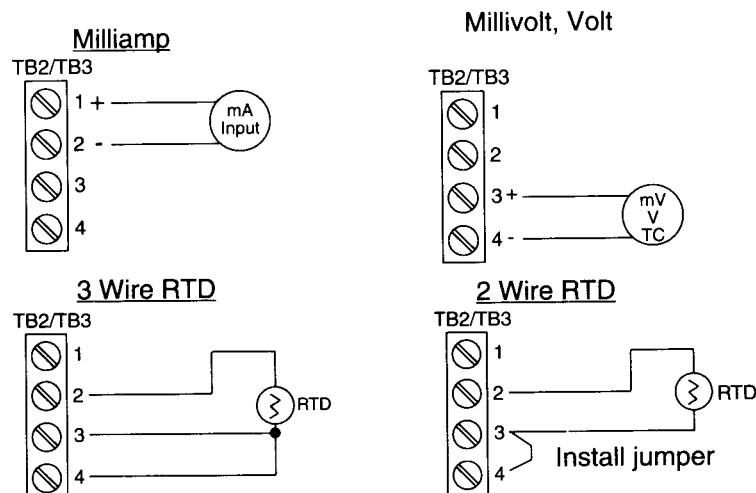 Milliamp
TB2/TB3
1 +
2 -
3
4
mA
Input
Millivolt, Volt
TB2/TB3
1
2
3 +
4 -
mV
V
TC
3 Wire RTD
TB2/TB3
1
2
3
4
RTD
2 Wire RTD
TB2/TB3
1
2
3
4
RTD
Install jumper